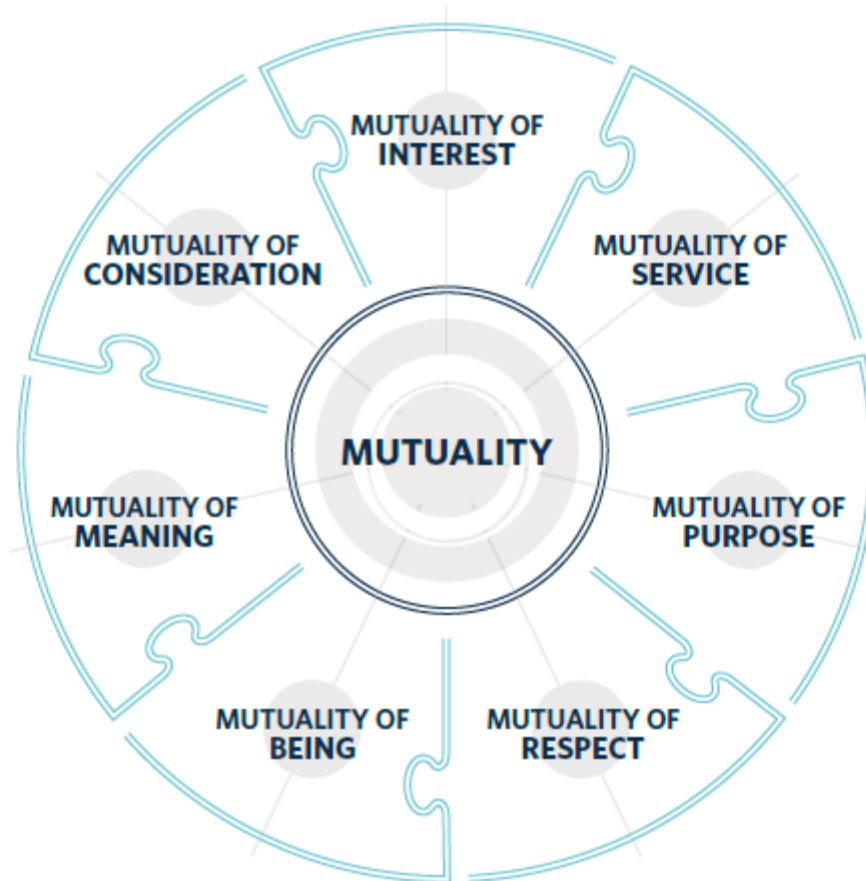 MUTUALITY OF
INTEREST
MUTUALITY OF
SERVICE
MUTUALITY OF
PURPOSE
MUTUALITY OF
RESPECT
MUTUALITY OF
BEING
MUTUALITY OF
MEANING
MUTUALITY OF
CONSIDERATION
MUTUALITY